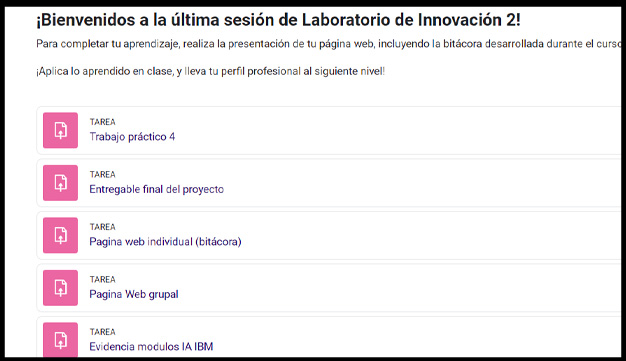 ¡Bienvenidos a la última sesión de Laboratorio de Innovación 2!
Para completar tu aprendizaje, realiza la presentación de tu página web, incluyendo la bitácora desarrollada durante el curso
¡Aplica lo aprendido en clase, y lleva tu perfil profesional al siguiente nivel!
TAREA
Trabajo práctico 4
TAREA
Entregable final del proyecto
TAREA
Pagina web individual (bitácora)
TAREA
Pagina Web grupal
TAREA
Evidencia modulos IA IBM